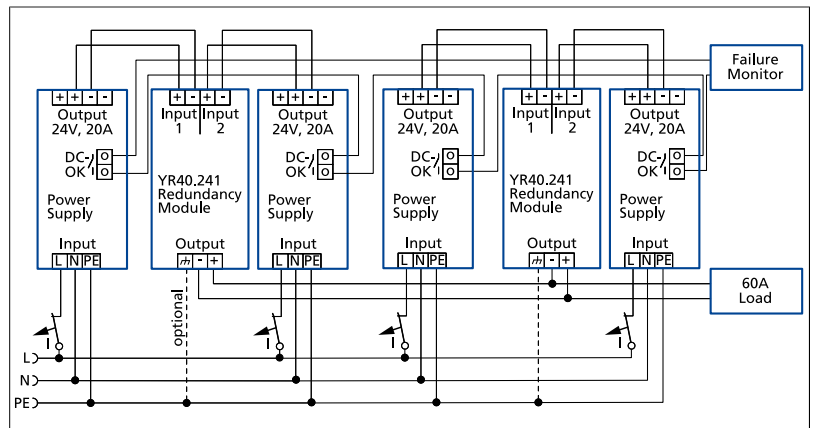 Failure
Monitor
+ + - -
Output
24V, 20A
DC-
OK
Power
Supply
Input
L N PE
+ - + -
Input Input
1 2
YR40.241
Redundancy
Module
Output
- +
optional
+ + - -
Output
24V, 20A
DC-
OK
Power
Supply
Input
L N PE
+ + - -
Output
24V, 20A
DC-
OK
Power
Supply
Input
L N PE
+ - + -
Input Input
1 2
YR40.241
Redundancy
Module
Output
- +
+ + - -
Output
24V, 20A
DC-
OK
Power
Supply
Input
L N PE
60A
Load
I
I
I
I
L
N
PE